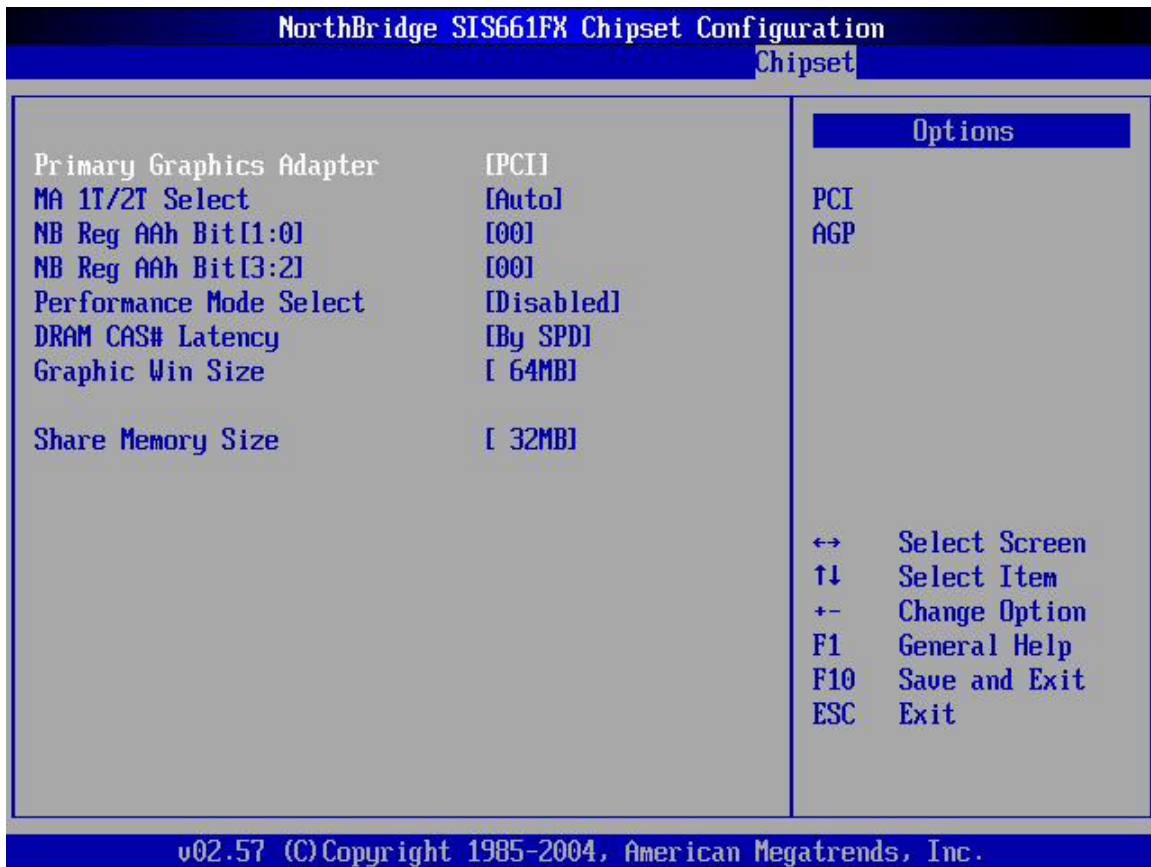 NorthBridge SIS661FX Chipset Configuration
Chipset
Primary Graphics Adapter [PCI]
MA 1T/2T Select [Auto]
NB Reg AAh Bit[1:0] [00]
NB Reg AAh Bit[3:2] [00]
Performance Mode Select [Disabled]
DRAM CAS# Latency [By SPD]
Graphic Win Size [ 64MB]
Share Memory Size [ 32MB]
Options
PCI
AGP
←→ Select Screen
↑↓ Select Item
+- Change Option
F1 General Help
F10 Save and Exit
ESC Exit
v02.57 (C)Copyright 1985-2004, American Megatrends, Inc.